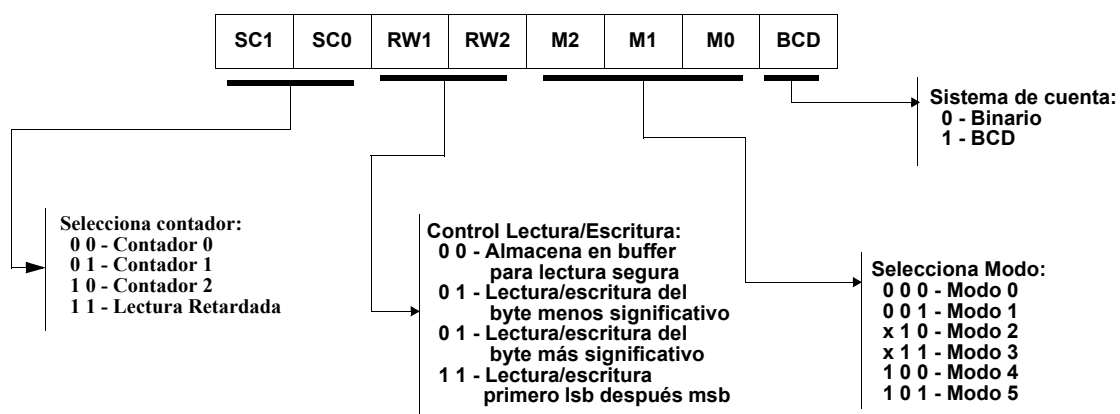 SC1 SC0 RW1 RW2 M2 M1 M0 BCD
Sistema de cuenta:
0 - Binario
1 - BCD
Selecciona contador:
0 0 - Contador 0
0 1 - Contador 1
1 0 - Contador 2
1 1 - Lectura Retardada
Control Lectura/Escritura:
0 0 - Almacena en buffer
para lectura segura
0 1 - Lectura/escritura del
byte menos significativo
0 1 - Lectura/escritura del
byte más significativo
1 1 - Lectura/escritura
primero lsb después msb
Selecciona Modo:
0 0 0 - Modo 0
0 0 1 - Modo 1
x 1 0 - Modo 2
x 1 1 - Modo 3
1 0 0 - Modo 4
1 0 1 - Modo 5